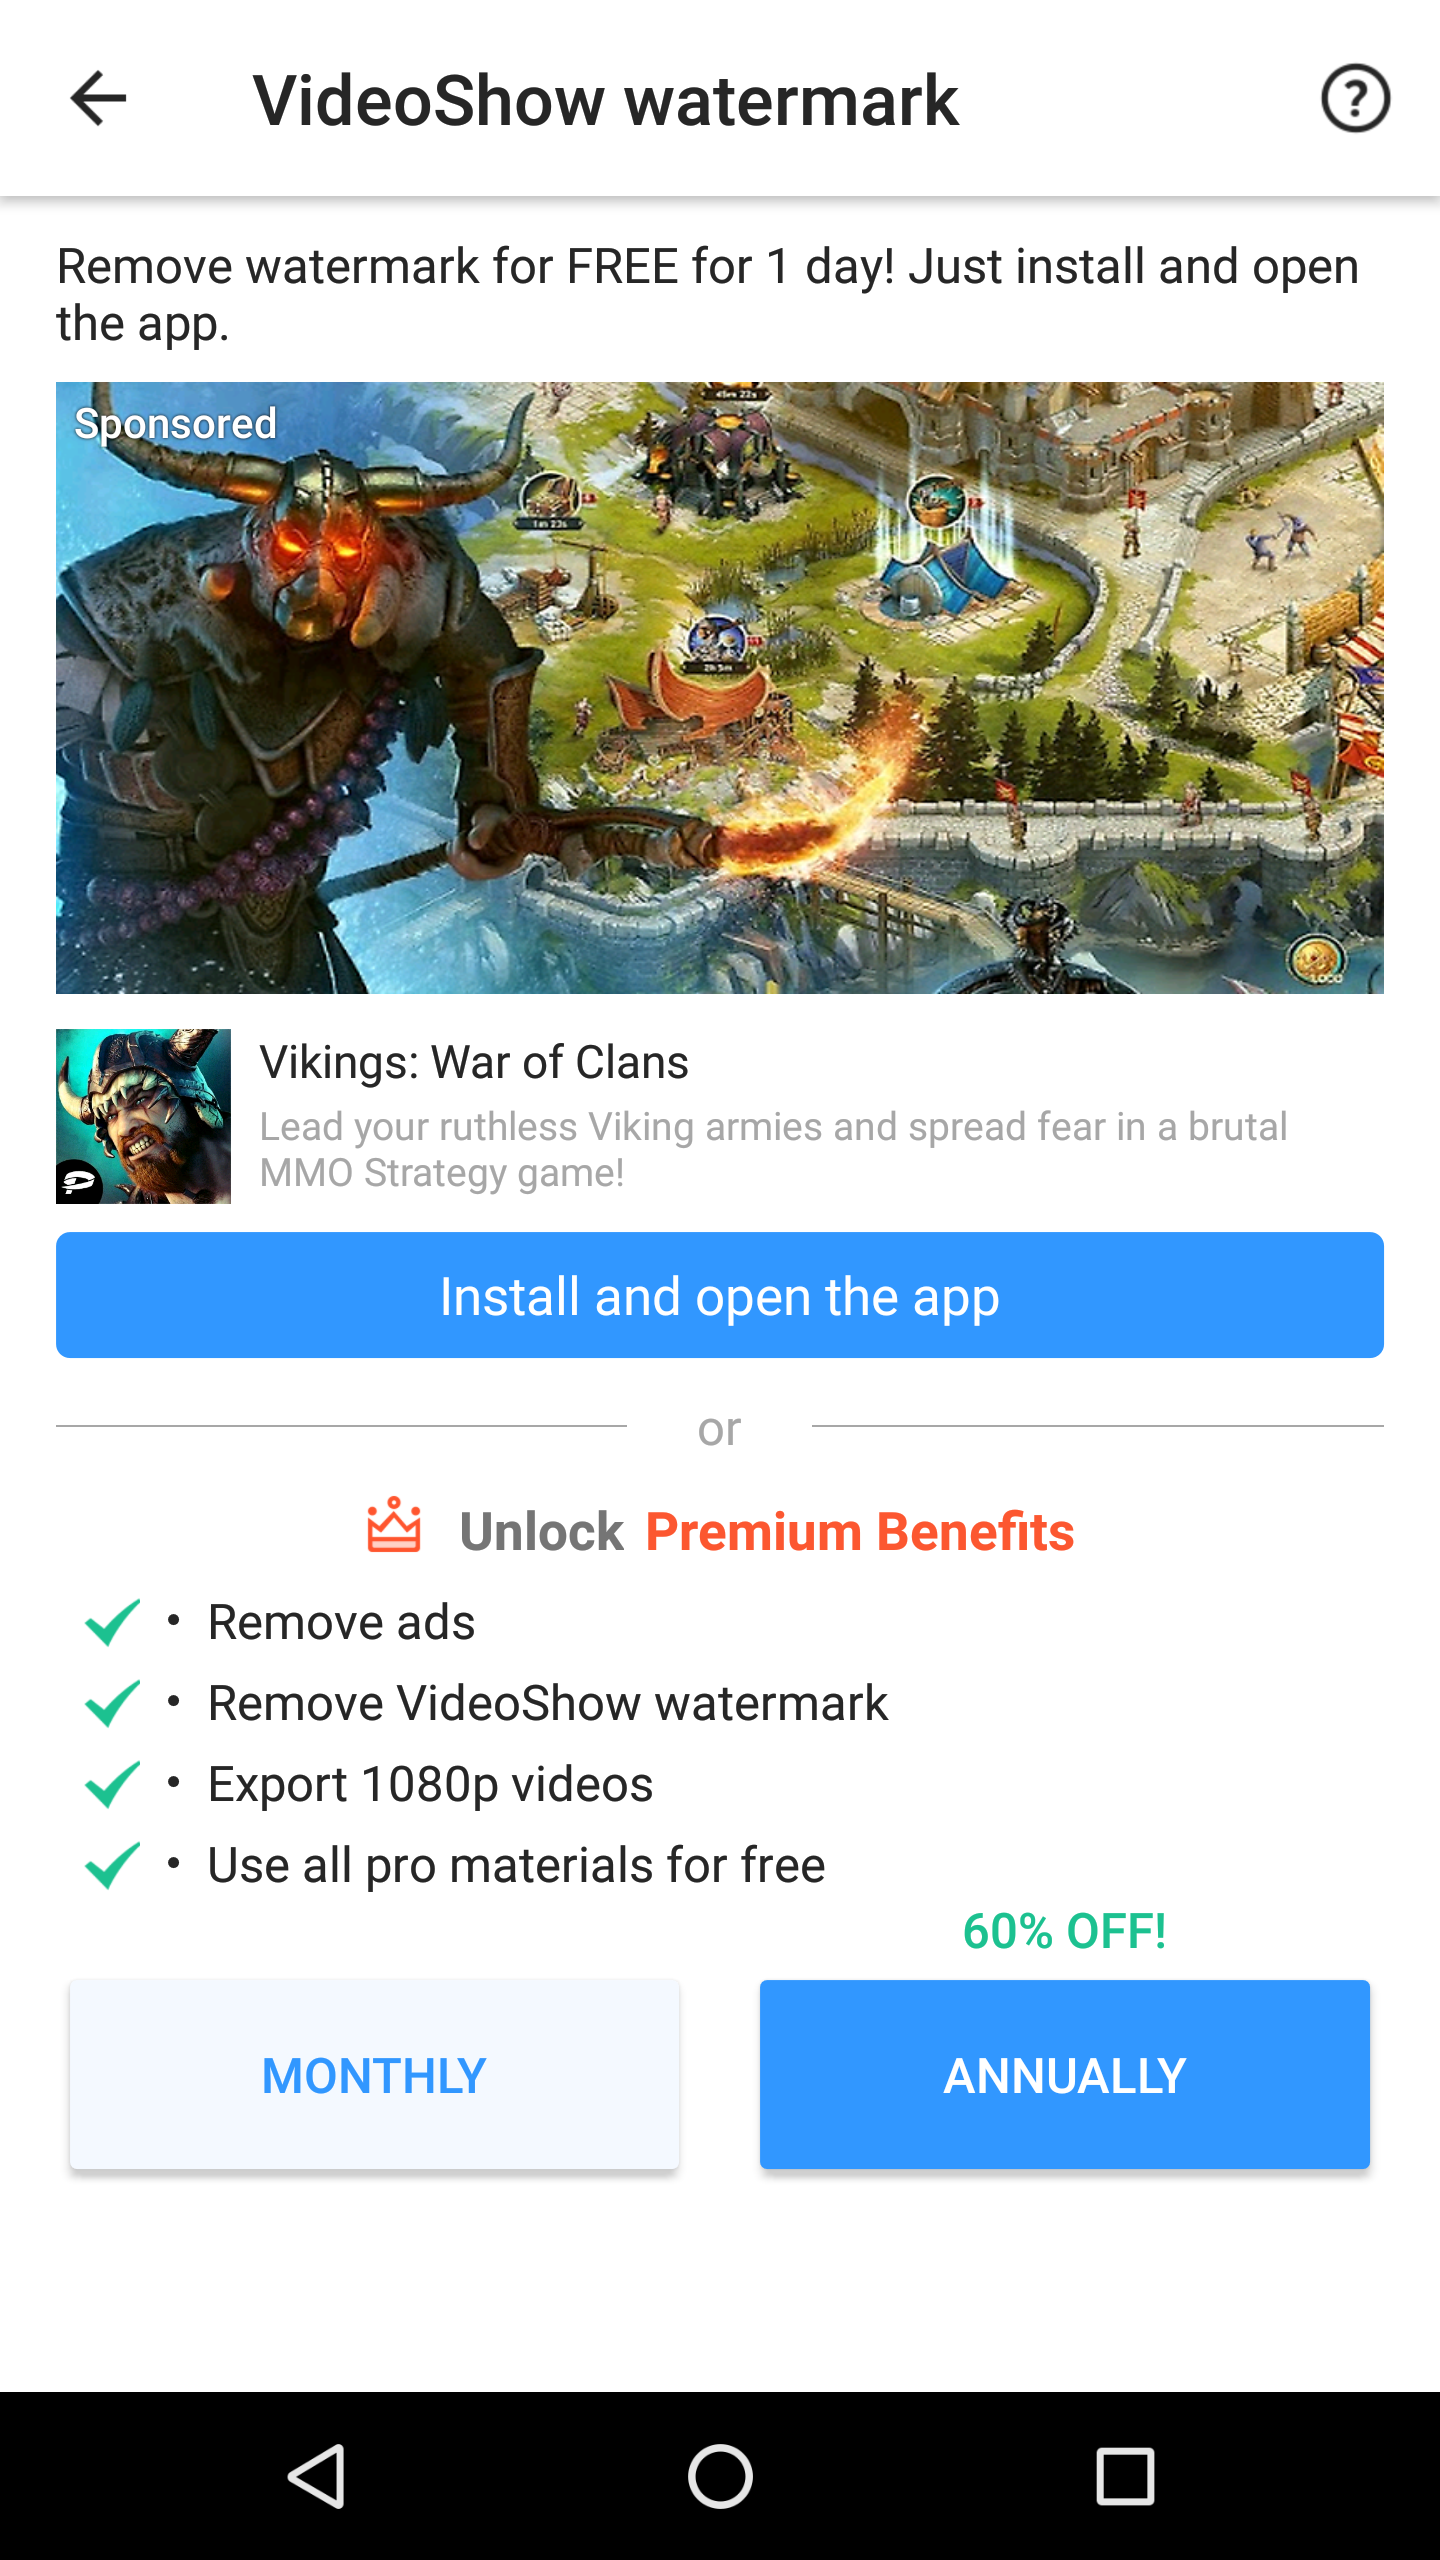 VideoShow watermark
Remove watermark for FREE for 1 day! Just install and open
the app.
Sponsored
Vikings: War of Clans
Lead your ruthless Viking armies and spread fear in a brutal
MMO Strategy game!
Install and open the app
or
Unlock Premium Benefits
• Remove ads
• Remove VideoShow watermark
• Export 1080p videos
• Use all pro materials for free
60% OFF!
MONTHLY
ANNUALLY